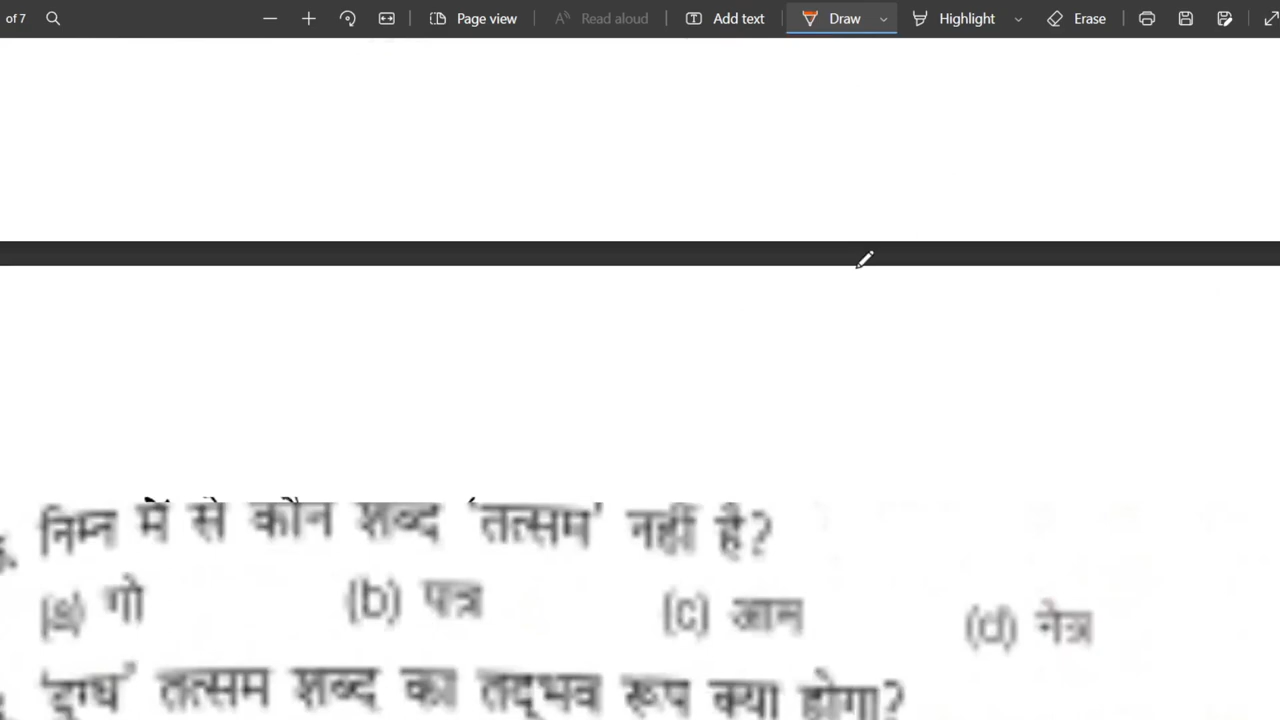 of 7 Page view Read aloud Add text Draw Highlight Erase
निम्न में से कौन शब्द 'तत्सम' नहीं है?
(a) गो (b) पत्र (c) आम (d) नेत्र
'दुग्ध' तत्सम शब्द का तद्‌भव रूप क्या होगा?